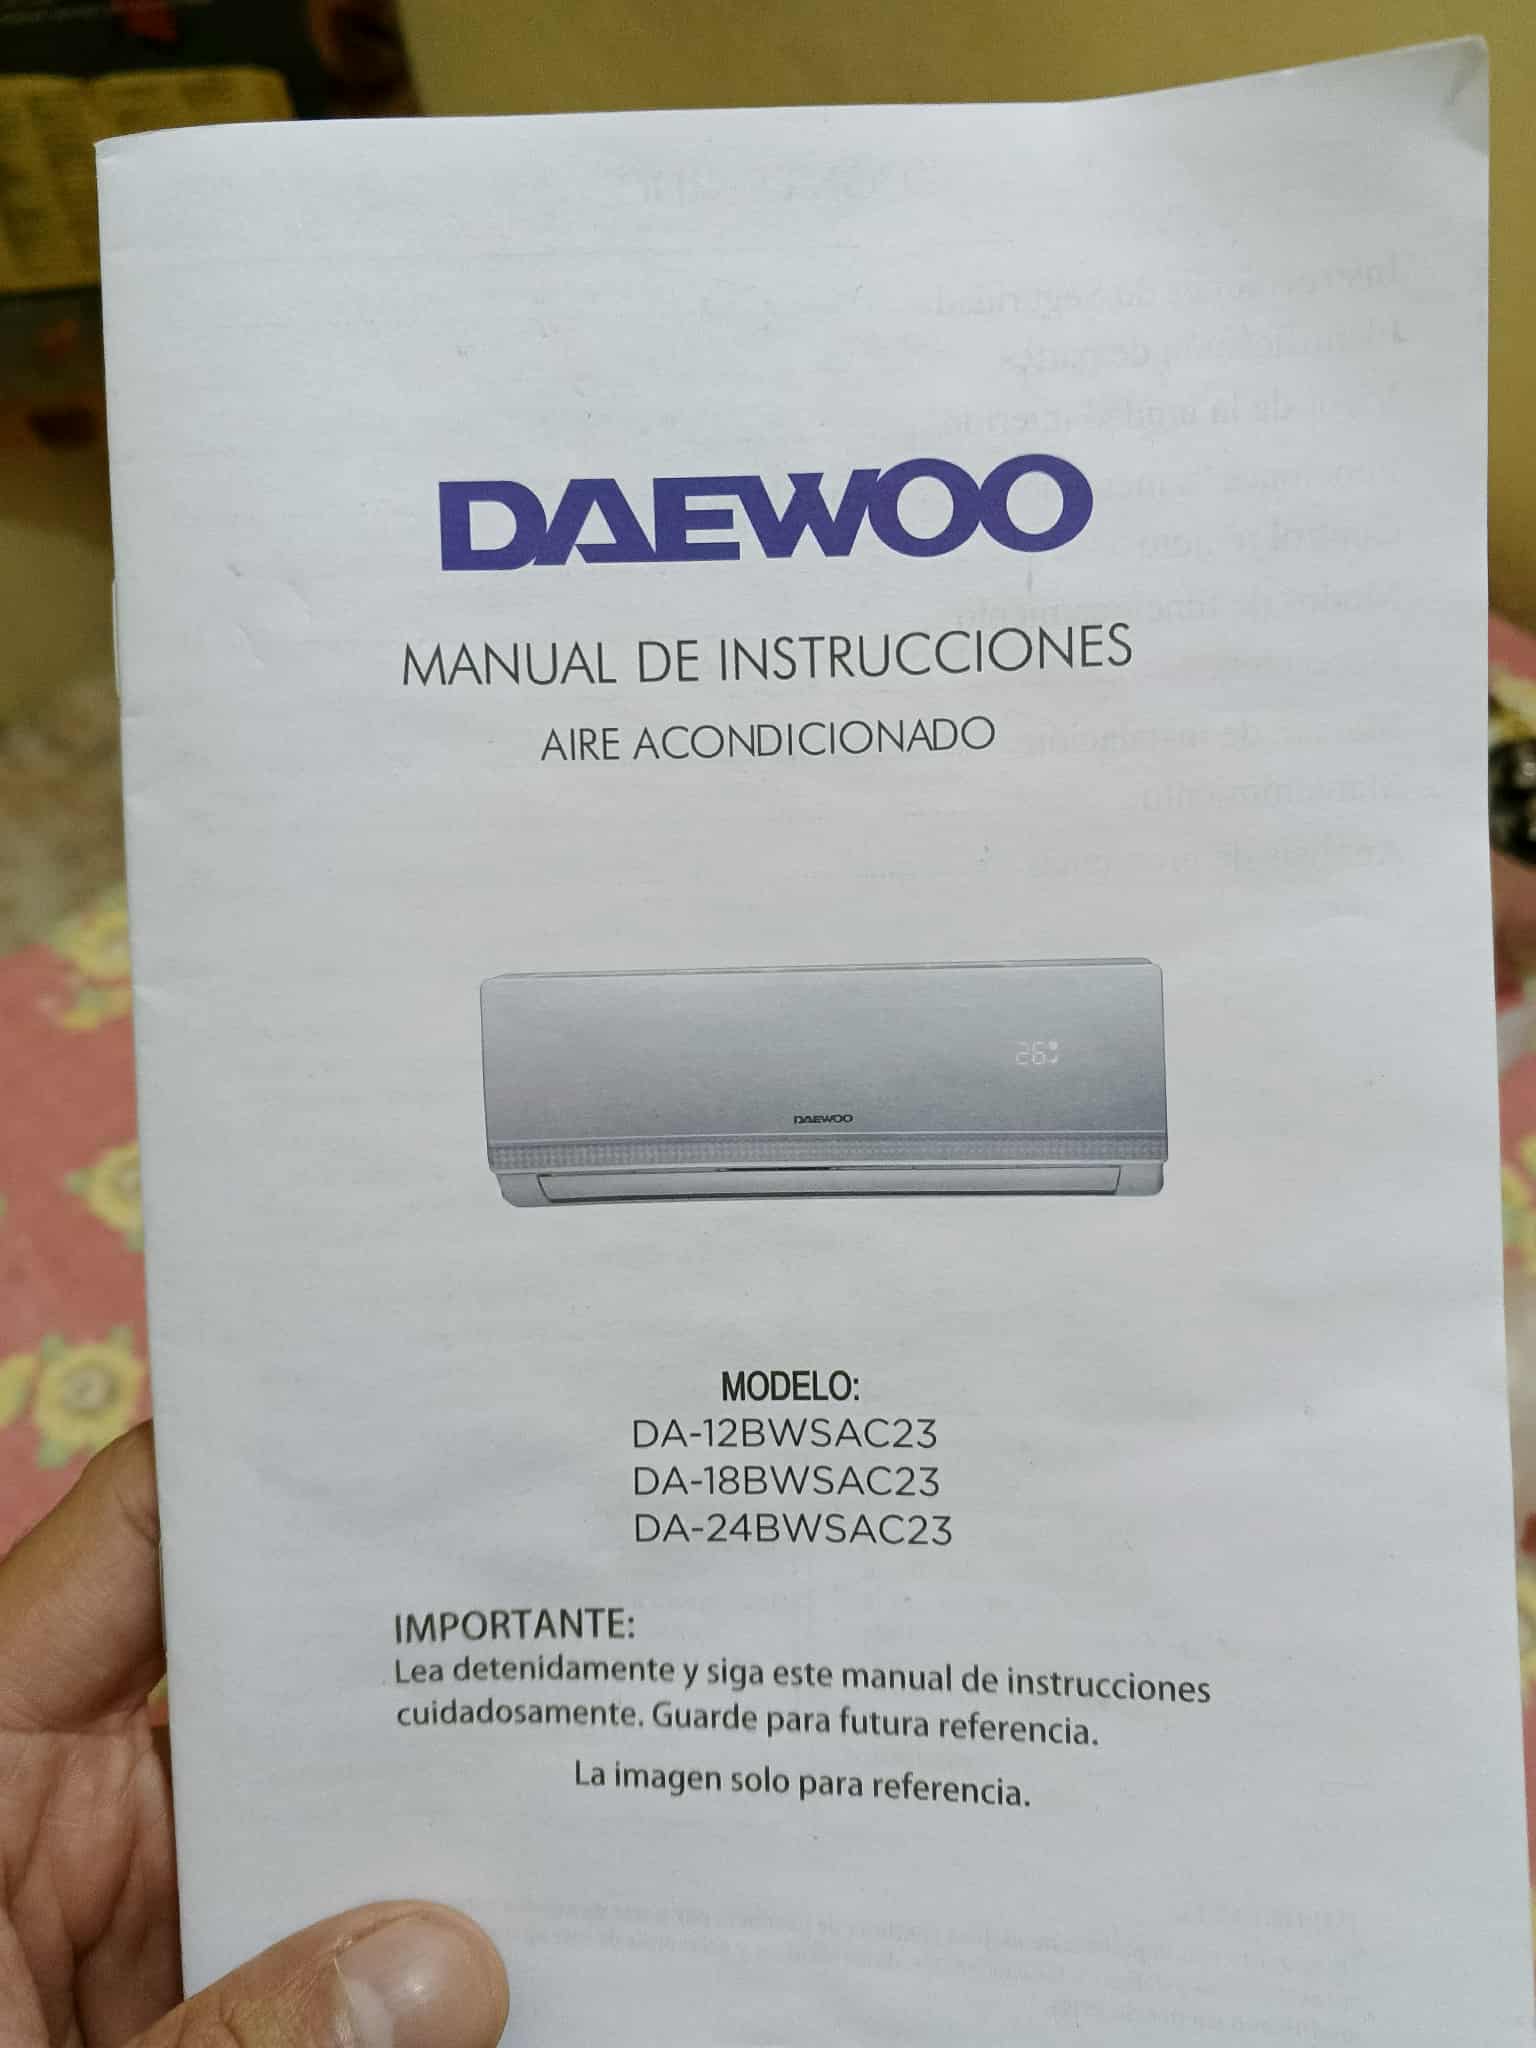 DAEWOO
MANUAL DE INSTRUCCIONES
AIRE ACONDICIONADO
26
DAEWOO
MODELO:
DA-12BWSAC23
DA-18BWSAC23
DA-24BWSAC23
IMPORTANTE:
Lea detenidamente y siga este manual de instrucciones
cuidadosamente. Guarde para futura referencia.
La imagen solo para referencia.